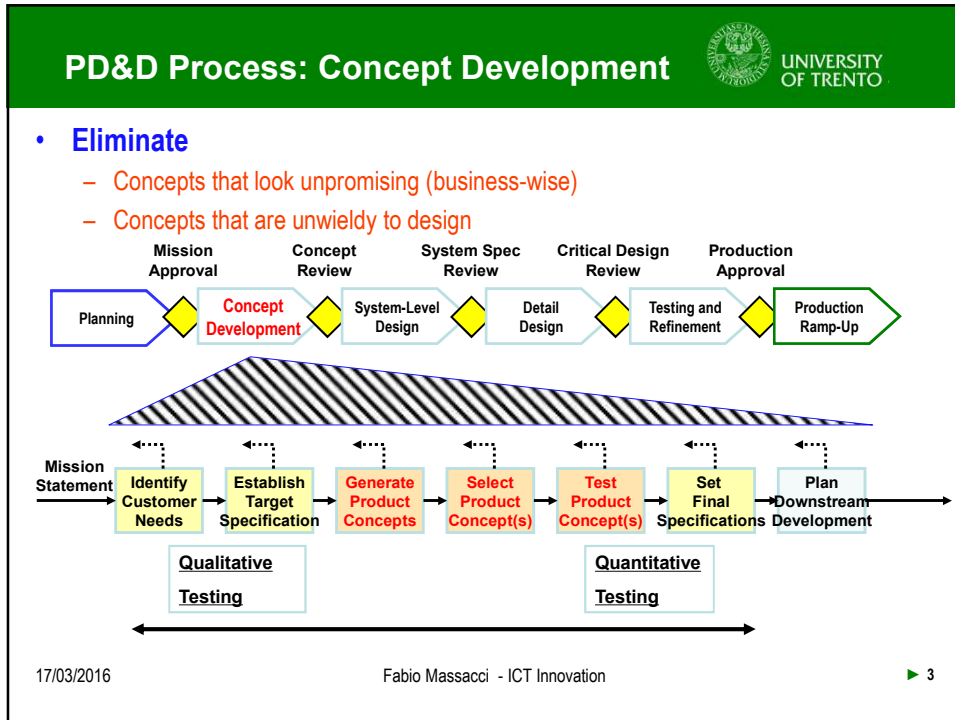 PD&D Process: Concept Development
UNIVERSITY
OF TRENTO
• Eliminate
– Concepts that look unpromising (business-wise)
– Concepts that are unwieldy to design
Mission
Approval
Concept
Review
System Spec
Review
Critical Design
Review
Production
Approval
Planning
Concept
Development
System-Level
Design
Detail
Design
Testing and
Refinement
Production
Ramp-Up
Mission
Statement
Identify
Customer
Needs
Establish
Target
Specification
Generate
Product
Concepts
Select
Product
Concept(s)
Test
Product
Concept(s)
Set
Final
Specifications
Plan
Downstream
Development
Qualitative
Testing
Quantitative
Testing
17/03/2016
Fabio Massacci - ICT Innovation
► 3